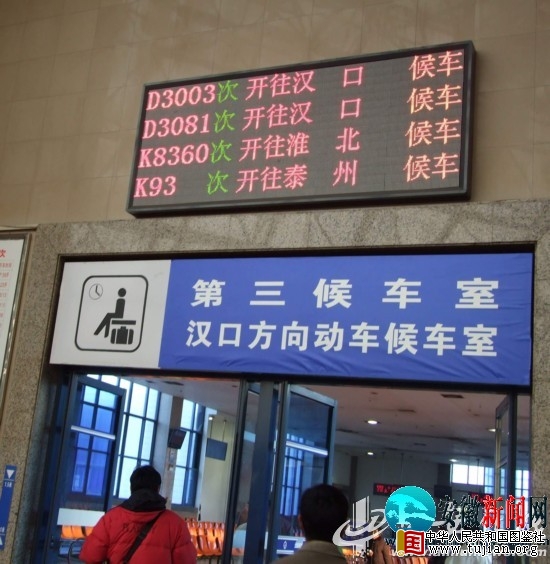 D3003次 开往汉口 候车
D3081次 开往汉口 候车
K8360次 开往淮北 候车
K93 次 开往泰州 候车
第三候车室
汉口方向动车候车室
安徽新闻网
中华人民共和国图鉴社
www.tujian.org